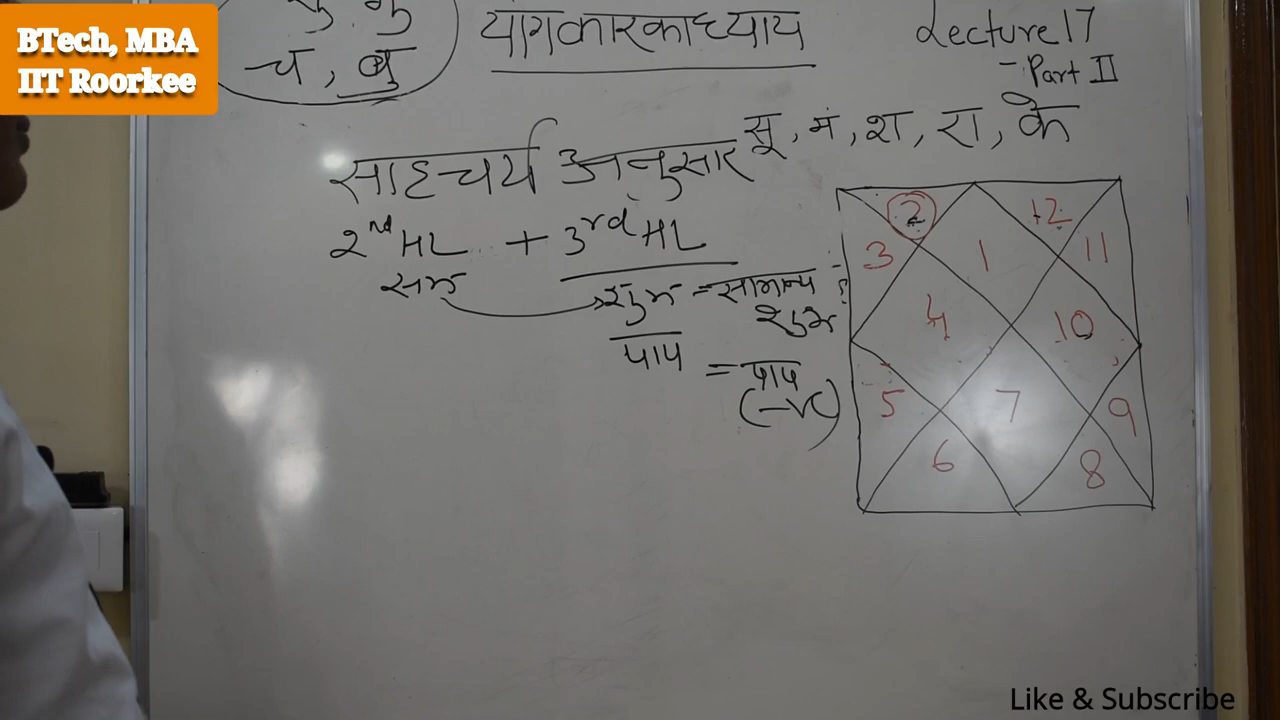 BTech, MBA
IIT Roorkee
शु. गु
च, बु
योगकारकाध्याय
Lecture 17
- Part II
सू, मं, श, रा, के
साहचर्य अनुसार
2nd HL + 3rd HL
सम
शुभ = सामान्य
शुभ
पाप
= पाप
(-ve)
2
12
3
1
11
4
10
5
7
9
6
8
Like & Subscribe